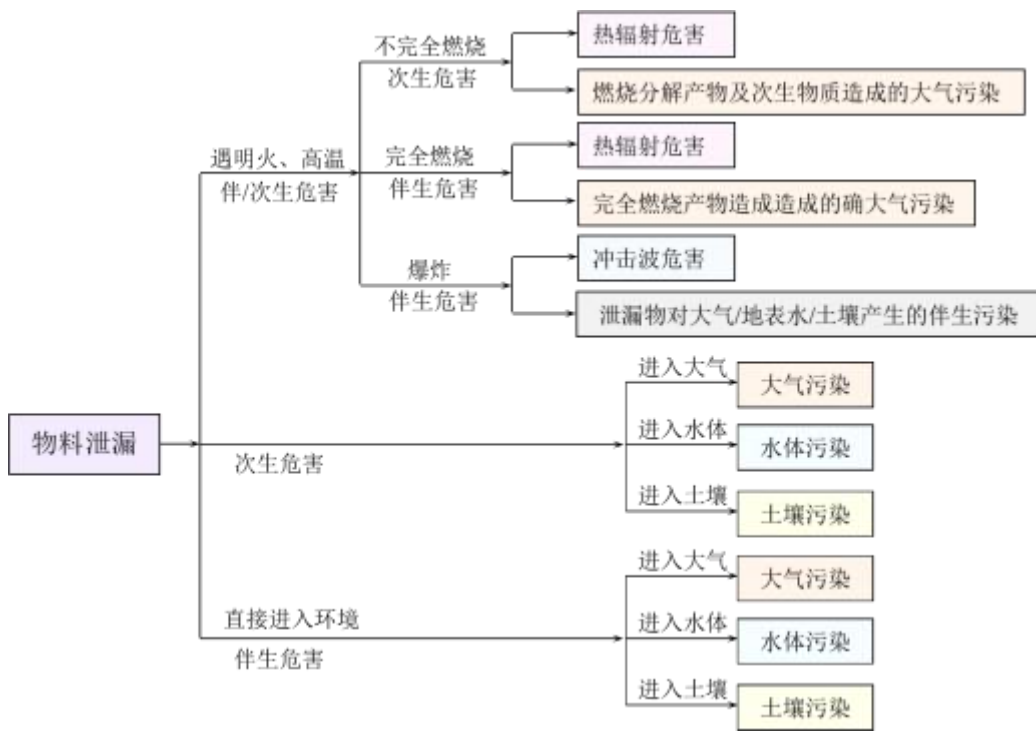 不完全燃烧
次生危害
热辐射危害
燃烧分解产物及次生物质造成的大气污染
遇明火、高温
伴/次生危害
完全燃烧
伴生危害
热辐射危害
完全燃烧产物造成造成的确大气污染
爆炸
伴生危害
冲击波危害
泄漏物对大气/地表水/土壤产生的伴生污染
物料泄漏
次生危害
进入大气
大气污染
进入水体
水体污染
进入土壤
土壤污染
直接进入环境
伴生危害
进入大气
大气污染
进入水体
水体污染
进入土壤
土壤污染